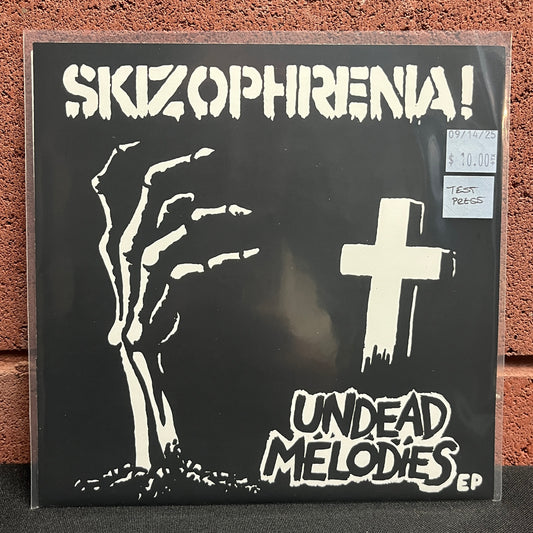 SKIZOPHRENIA!
09/14/25
$ 10.00
TEST
PRESS
UNDEAD
MELODIES
EP